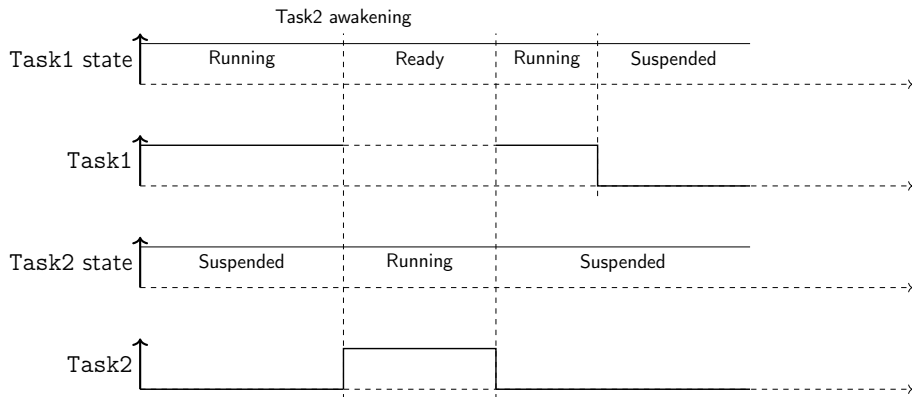 Task2 awakening
Task1 state
Running
Ready
Running
Suspended
Task1
Task2 state
Suspended
Running
Suspended
Task2